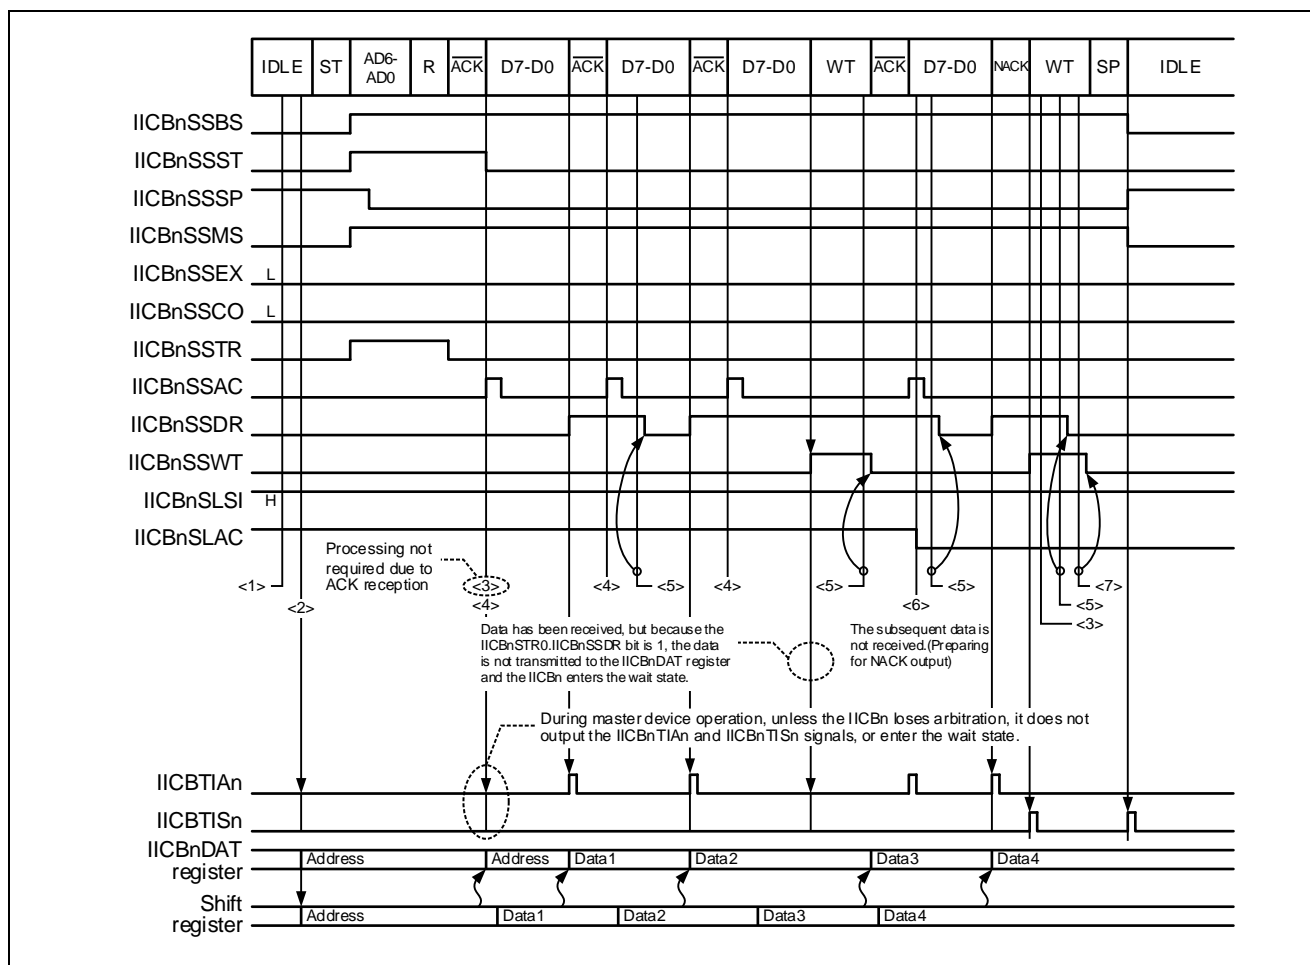 IDLE ST AD6-AD0 R ACK D7-D0 ACK D7-D0 ACK D7-D0 WT ACK D7-D0 NACK WT SP IDLE
IICBnSSBS
IICBnSSST
IICBnSSSP
IICBnSSMS
IICBnSSEX L
IICBnSSCO L
IICBnSSTR
IICBnSSAC
IICBnSSDR
IICBnSSWT
IICBnSLSI H
IICBnSLAC
Processing not
required due to
ACK reception
<1> <3> <4> <5> <4> <5> <5> <7>
<2> <4> <6> <5>
<3>
Data has been received, but because the
IICBnSTR0.IICBnSSDR bit is 1, the data
is not transmitted to the IICBnDAT register
and the IICBn enters the wait state.
The subsequent data is
not received.(Preparing
for NACK output)
During master device operation, unless the IICBn loses arbitration, it does not
output the IICBnTIAn and IICBnTISn signals, or enter the wait state.
IICBTIAn
IICBTISn
IICBnDAT
register
Address Address Data1 Data2 Data3 Data4
Shift
register
Address Data1 Data2 Data3 Data4